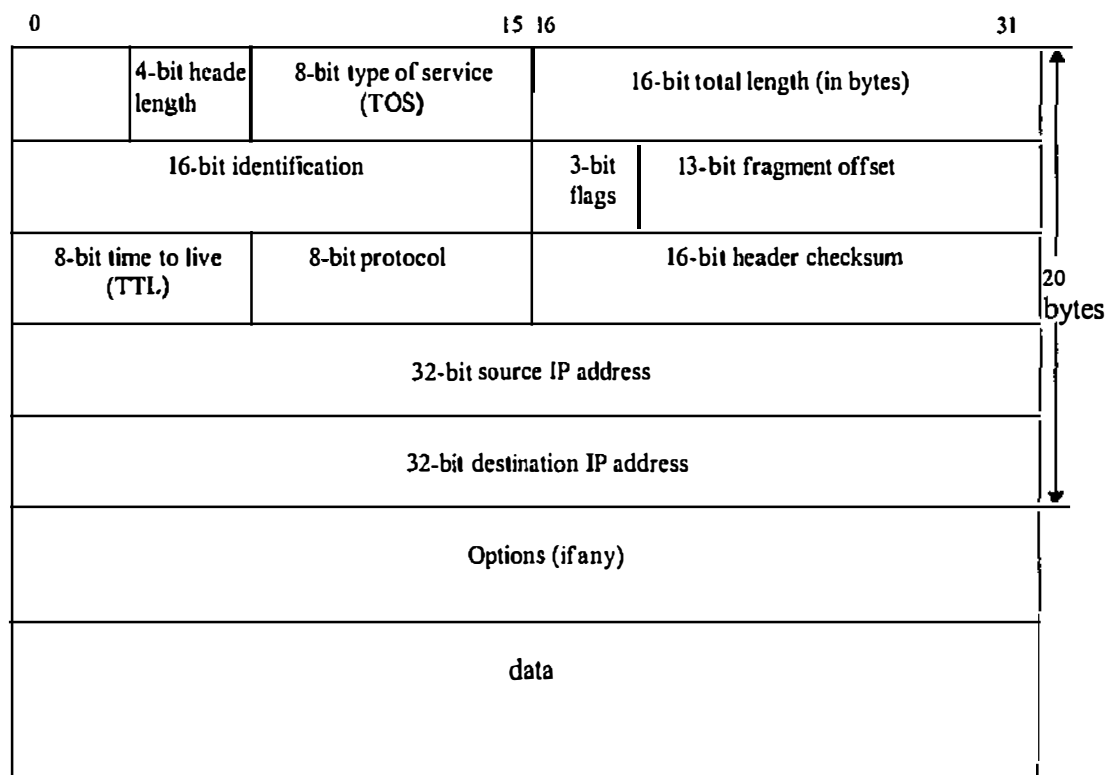 0 15 16 31
4-bit heade
length
8-bit type of service
(TOS)
16-bit total length (in bytes)
16-bit identification
3-bit
flags
13-bit fragment offset
8-bit time to live
(TTL)
8-bit protocol
16-bit header checksum
20
bytes
32-bit source IP address
32-bit destination IP address
Options (if any)
data